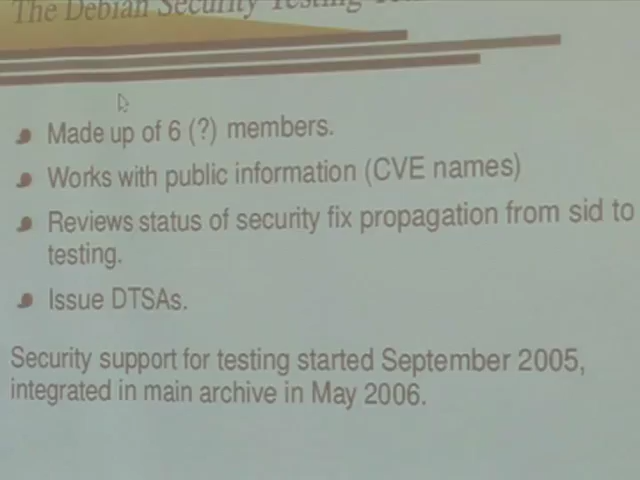 The Debian Security Testing
Made up of 6 (?) members.
Works with public information (CVE names)
Reviews status of security fix propagation from sid to
testing.
Issue DTSAs.
Security support for testing started September 2005,
integrated in main archive in May 2006.